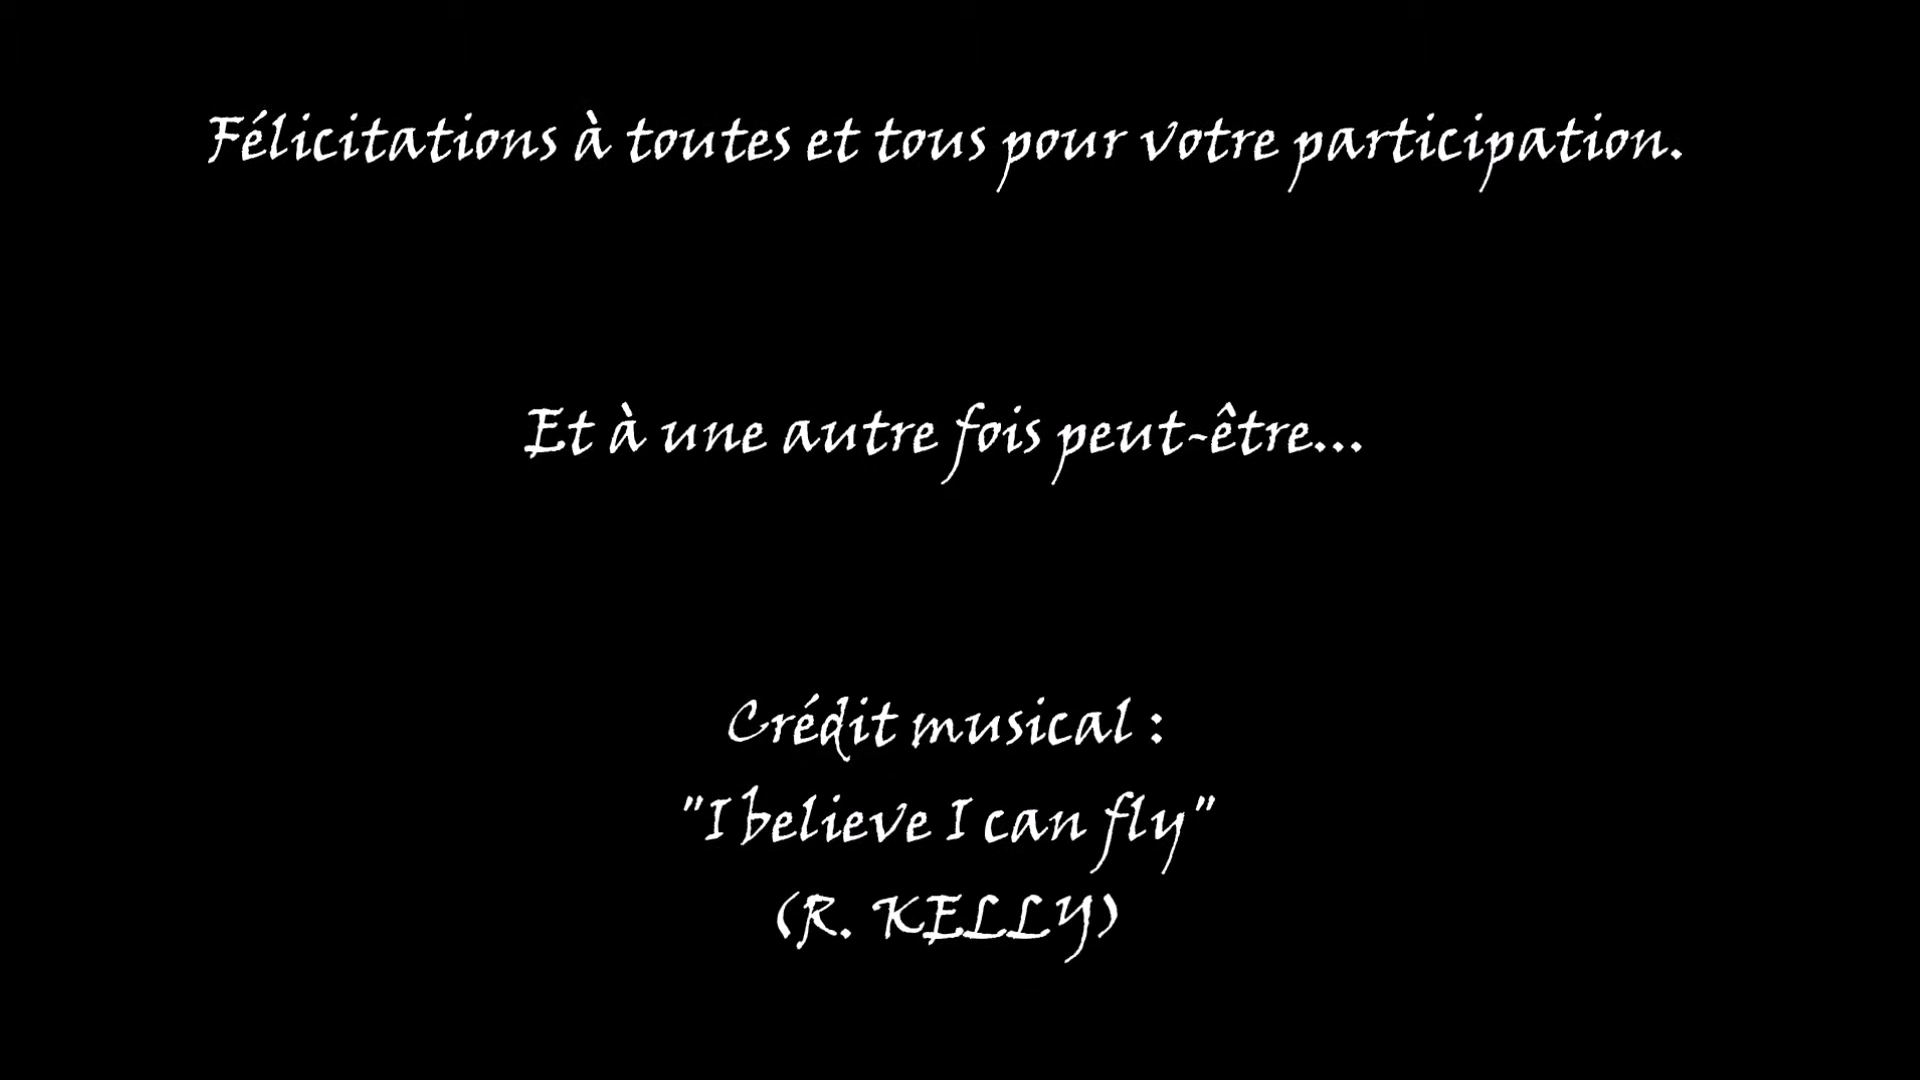 Félicitations à toutes et tous pour votre participation.
Et à une autre fois peut-être...
Crédit musical :
"I believe I can fly"
(R. KELLY)